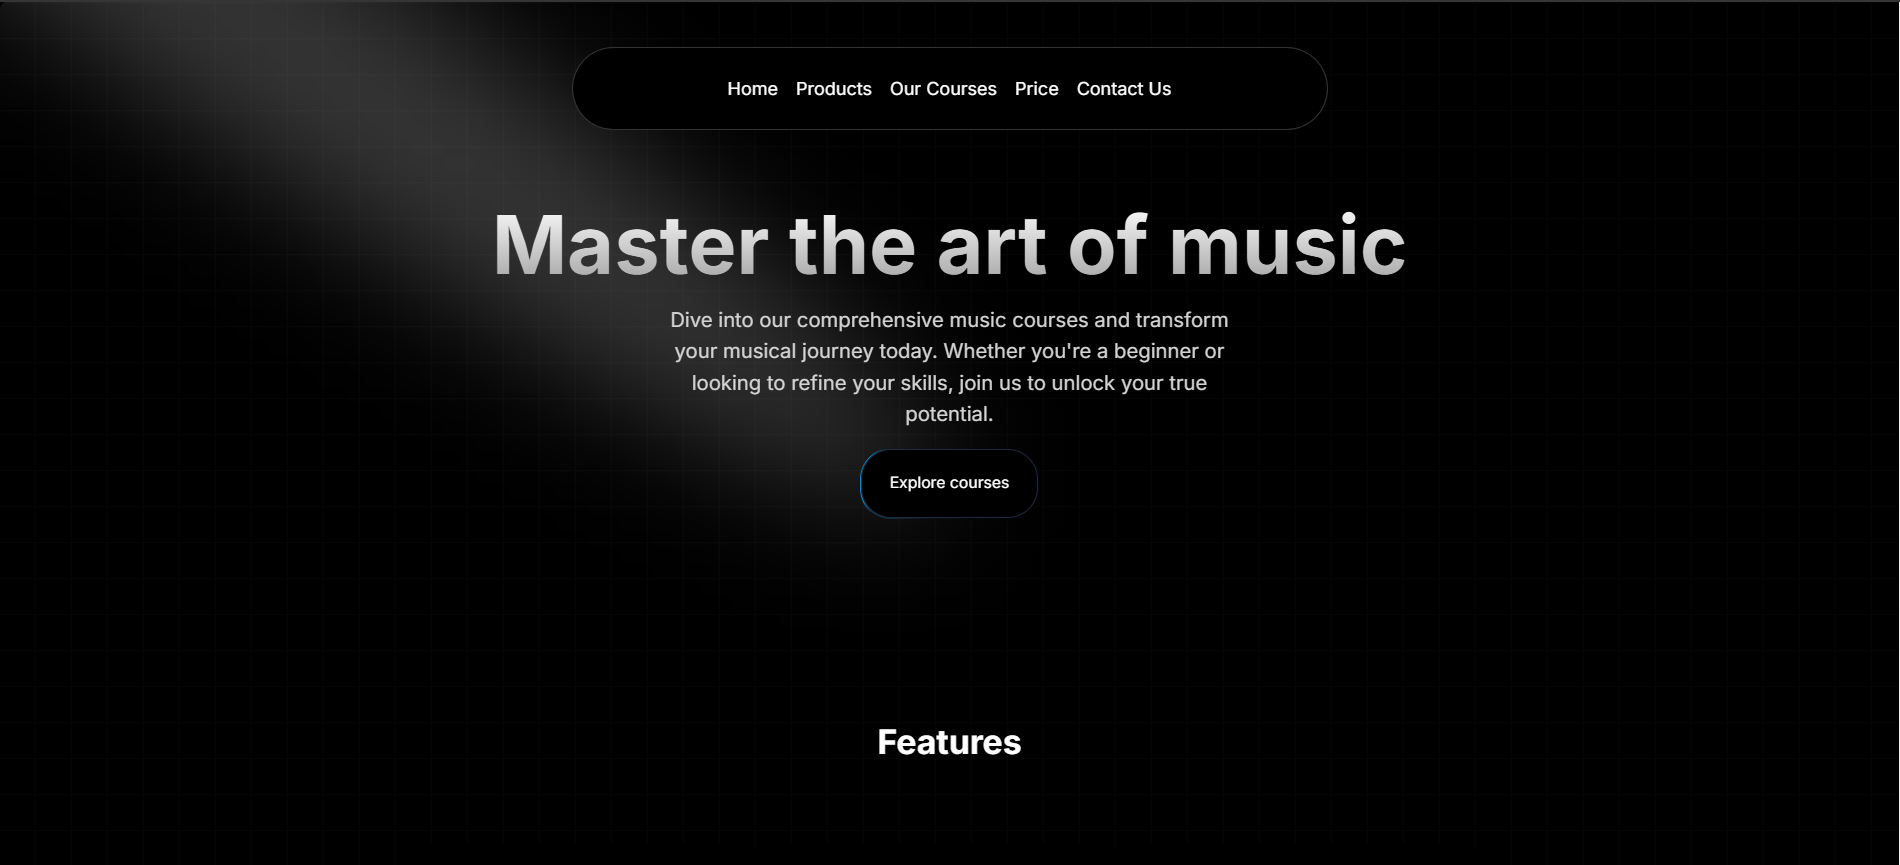 Home Products Our Courses Price Contact Us
Master the art of music
Dive into our comprehensive music courses and transform
your musical journey today. Whether you're a beginner or
looking to refine your skills, join us to unlock your true
potential.
Explore courses
Features